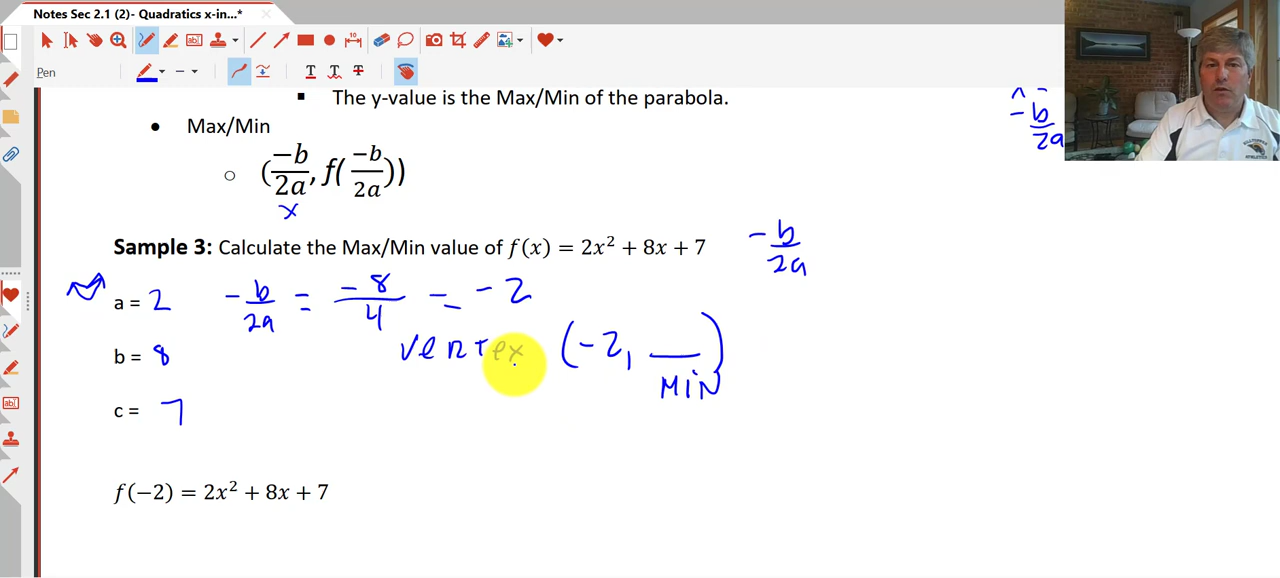 Notes Sec 2.1 (2)- Quadratics x-in...*
Pen
The y-value is the Max/Min of the parabola.
Max/Min
(-b/2a, f(-b/2a))
x
-b/2a
Sample 3: Calculate the Max/Min value of f(x) = 2x² + 8x + 7
-b/2a
a = 2
-b/2a = -8/4 = -2
vertex (-2, __)
MIN
b = 8
c = 7
f(−2) = 2x² + 8x + 7